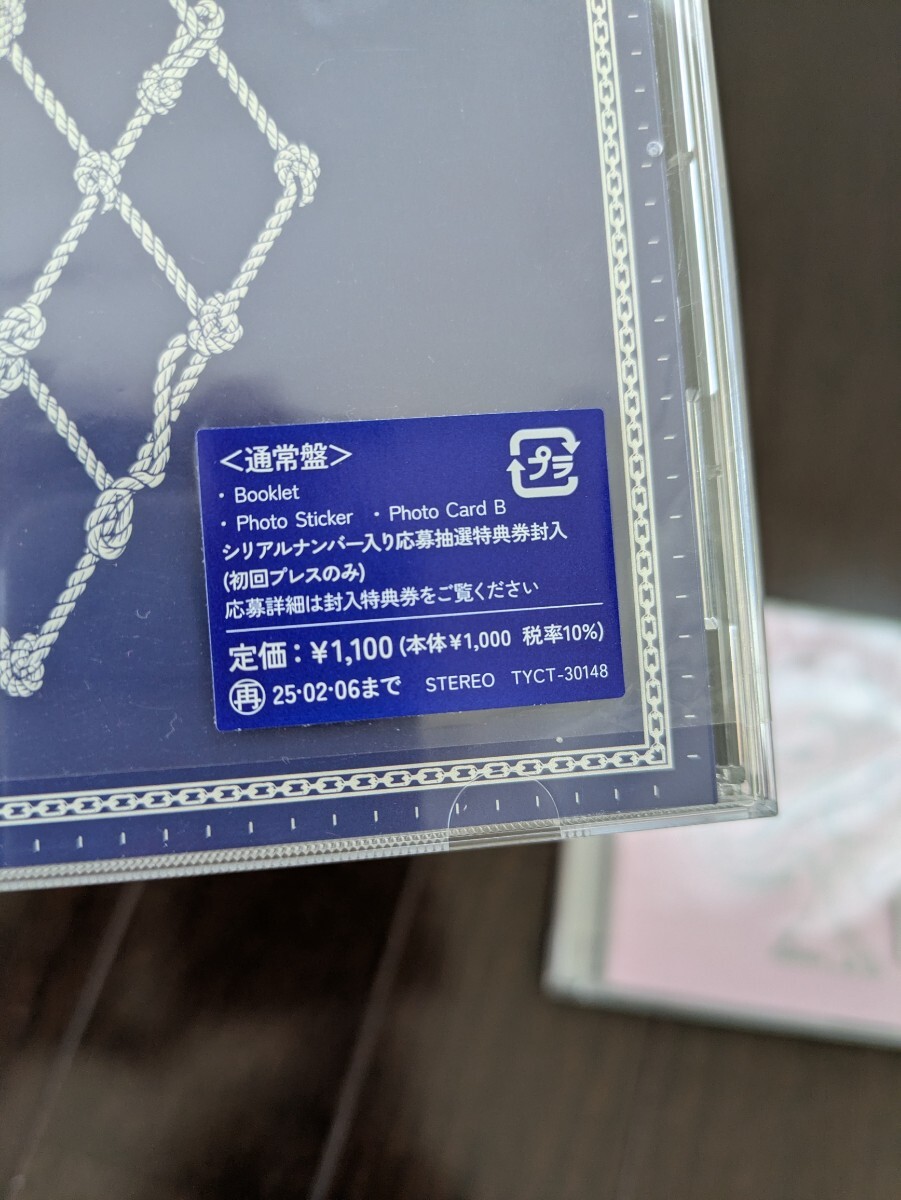 <通常盤>
プラ
・Booklet
・Photo Sticker ・Photo Card B
シリアルナンバー入り応募抽選特典券封入
(初回プレスのみ)
応募詳細は封入特典券をご覧ください
定価：¥1,100(本体¥1,000 税率10%)
再 25・02・06まで STEREO TYCT-30148